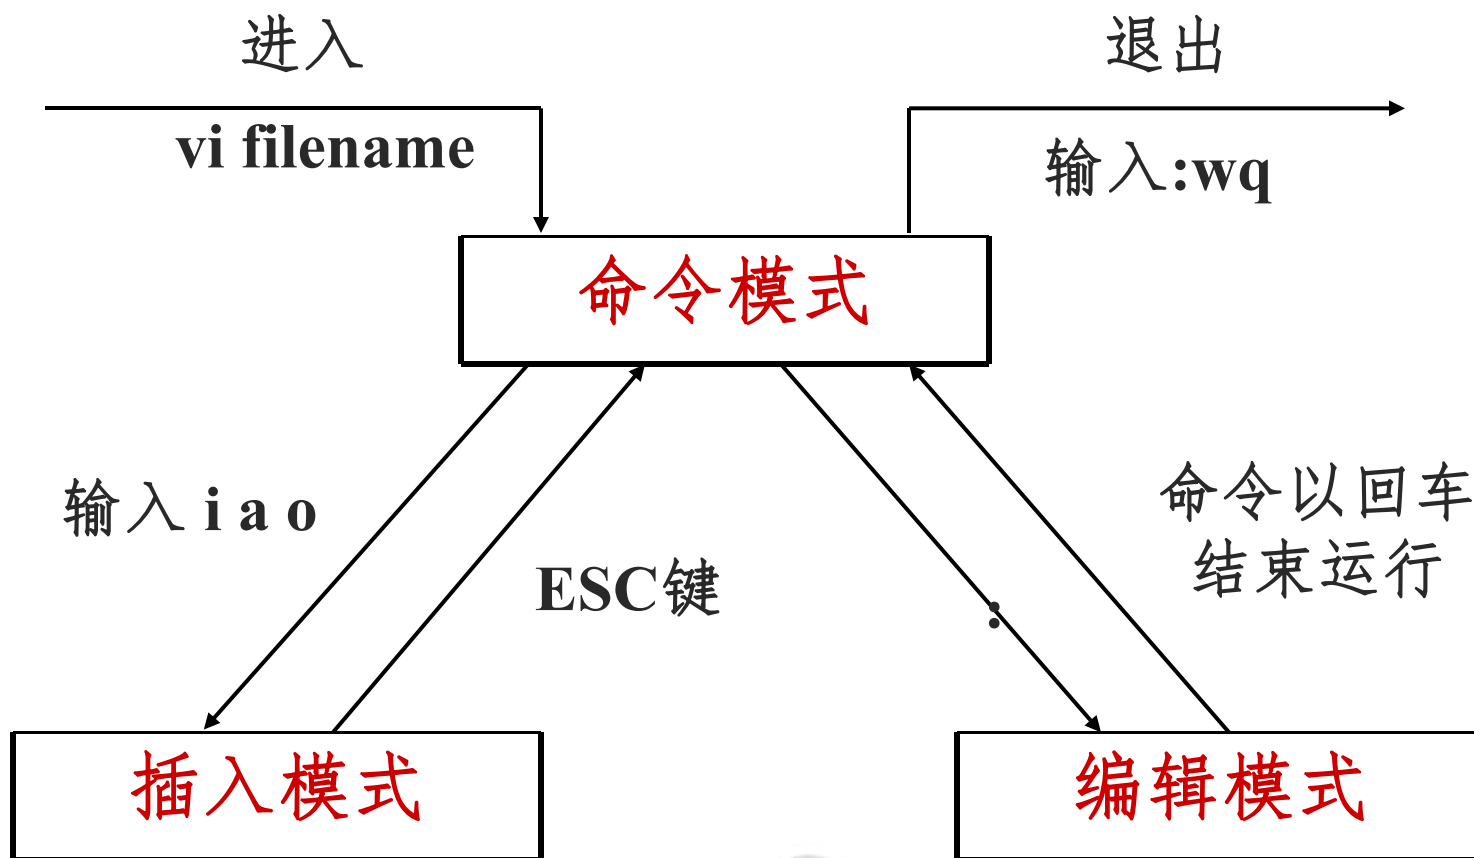 进入
退出
vi filename
输入:wq
命令模式
输入 i a o
ESC键
:
命令以回车
结束运行
插入模式
编辑模式